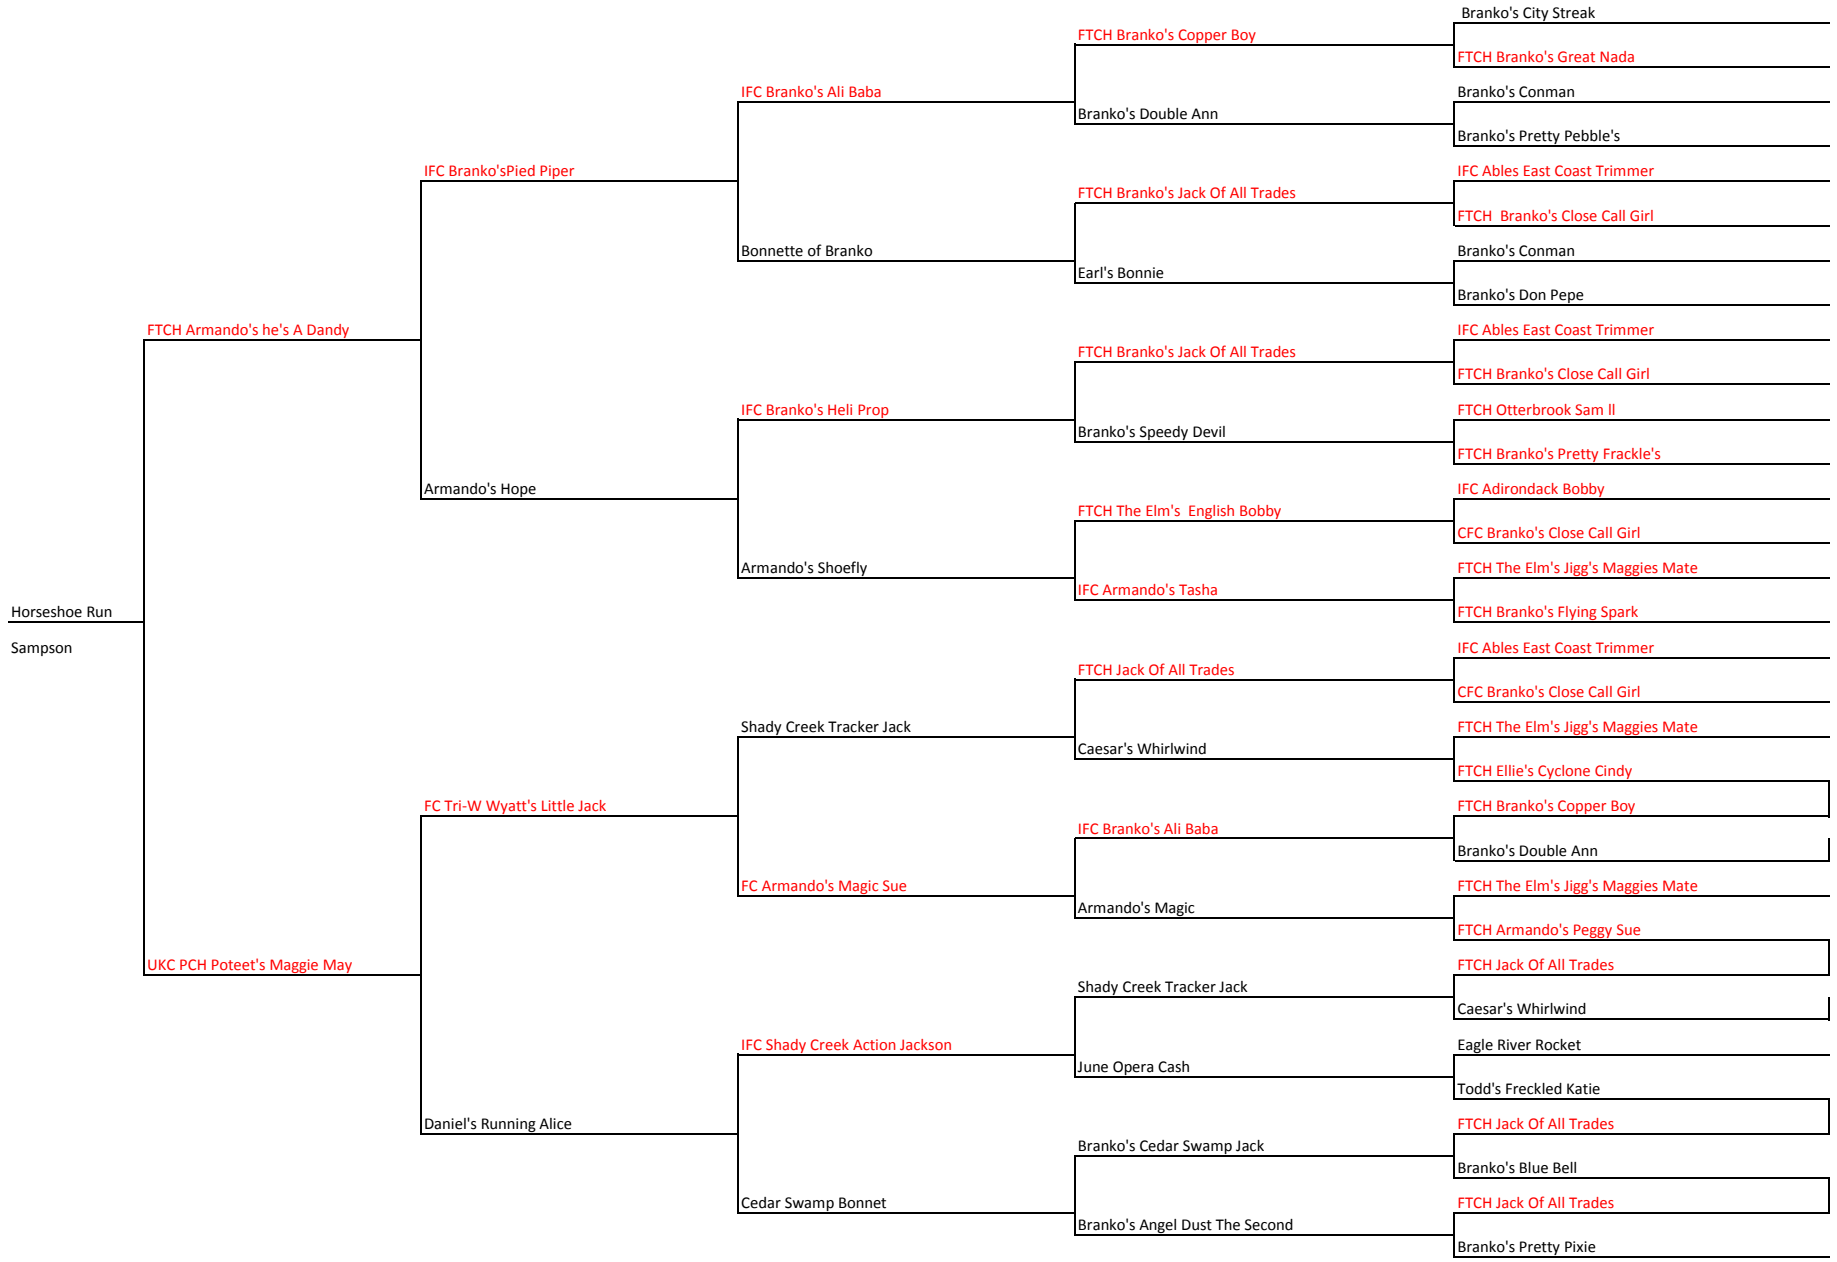 Branko's City Streak
FTCH Branko's Copper Boy
FTCH Branko's Great Nada
IFC Branko's Ali Baba
Branko's Conman
Branko's Double Ann
Branko's Pretty Pebble's
IFC Branko'sPied Piper
IFC Ables East Coast Trimmer
FTCH Branko's Jack Of All Trades
FTCH  Branko's Close Call Girl
Bonnette of Branko
Branko's Conman
Earl's Bonnie
Branko's Don Pepe
FTCH Armando's he's A Dandy
IFC Ables East Coast Trimmer
FTCH Branko's Jack Of All Trades
FTCH Branko's Close Call Girl
IFC Branko's Heli Prop
FTCH Otterbrook Sam ll
Branko's Speedy Devil
FTCH Branko's Pretty Frackle's
Armando's Hope
IFC Adirondack Bobby
FTCH The Elm's  English Bobby
CFC Branko's Close Call Girl
Armando's Shoefly
FTCH The Elm's Jigg's Maggies Mate
IFC Armando's Tasha
FTCH Branko's Flying Spark
Horseshoe Run
Sampson
IFC Ables East Coast Trimmer
FTCH Jack Of All Trades
CFC Branko's Close Call Girl
Shady Creek Tracker Jack
FTCH The Elm's Jigg's Maggies Mate
Caesar's Whirlwind
FTCH Ellie's Cyclone Cindy
FC Tri-W Wyatt's Little Jack
FTCH Branko's Copper Boy
IFC Branko's Ali Baba
Branko's Double Ann
FC Armando's Magic Sue
FTCH The Elm's Jigg's Maggies Mate
Armando's Magic
FTCH Armando's Peggy Sue
UKC PCH Poteet's Maggie May
FTCH Jack Of All Trades
Shady Creek Tracker Jack
Caesar's Whirlwind
IFC Shady Creek Action Jackson
Eagle River Rocket
June Opera Cash
Todd's Freckled Katie
Daniel's Running Alice
FTCH Jack Of All Trades
Branko's Cedar Swamp Jack
Branko's Blue Bell
Cedar Swamp Bonnet
FTCH Jack Of All Trades
Branko's Angel Dust The Second
Branko's Pretty Pixie